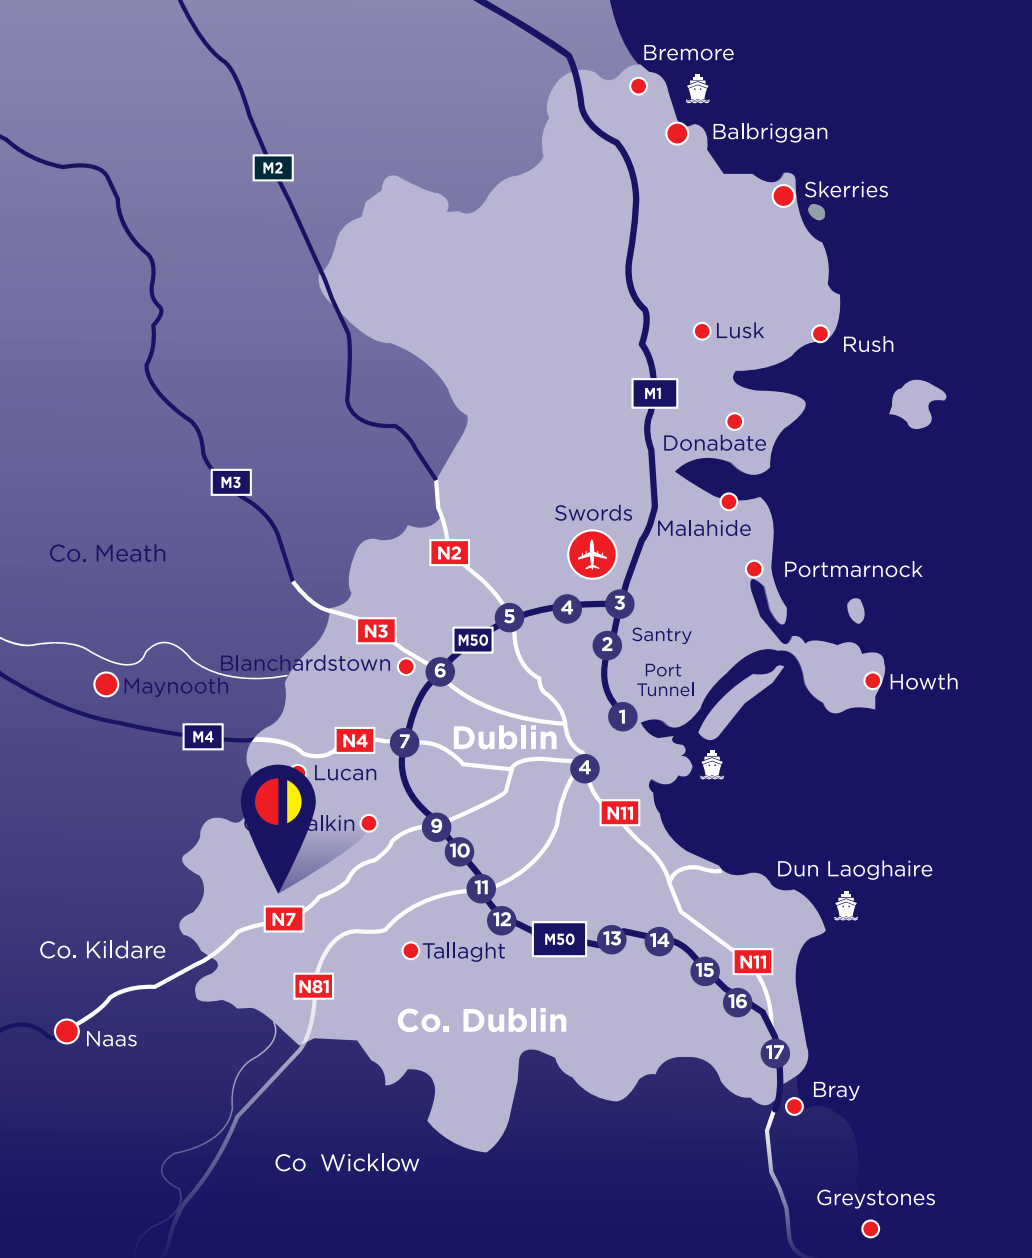 Bremore
Balbriggan
M2
Skerries
Lusk
Rush
M1
Donabate
M3
Swords
Malahide
Co. Meath
N2
Portmarnock
3
4
5
N3
M50
2
Santry
Blanchardstown
6
Port
Tunnel
Maynooth
Howth
1
M4
N4
7
Dublin
4
Lucan
N11
alkin
9
10
Dun Laoghaire
11
N7
12
M50
13
14
Co. Kildare
Tallaght
N11
15
N81
16
Co. Dublin
Naas
17
Bray
Co Wicklow
Greystones